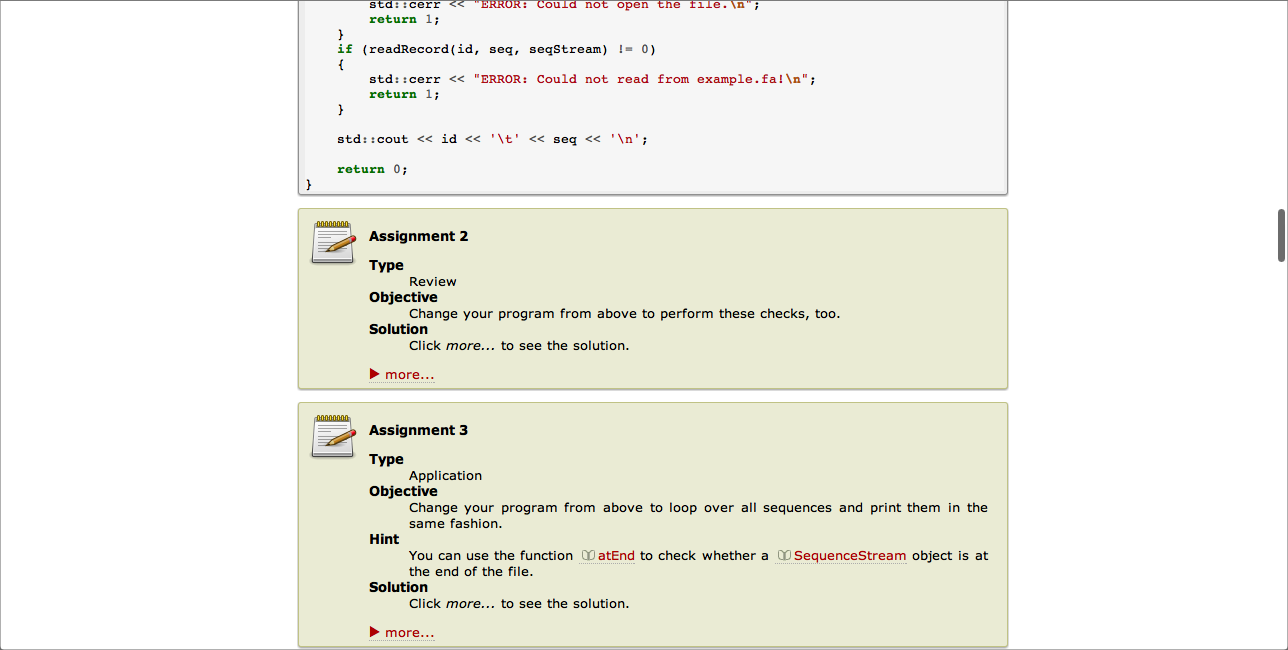 std::cerr << "ERROR: Could not open the file.\n";
return 1;
}
if (readRecord(id, seq, seqStream) != 0)
{
std::cerr << "ERROR: Could not read from example.fa!\n";
return 1;
}
std::cout << id << '\t' << seq << '\n';
return 0;
}
Assignment 2
Type
Review
Objective
Change your program from above to perform these checks, too.
Solution
Click more... to see the solution.
more...
Assignment 3
Type
Application
Objective
Change your program from above to loop over all sequences and print them in the
same fashion.
Hint
You can use the function atEnd to check whether a SequenceStream object is at
the end of the file.
Solution
Click more... to see the solution.
more...